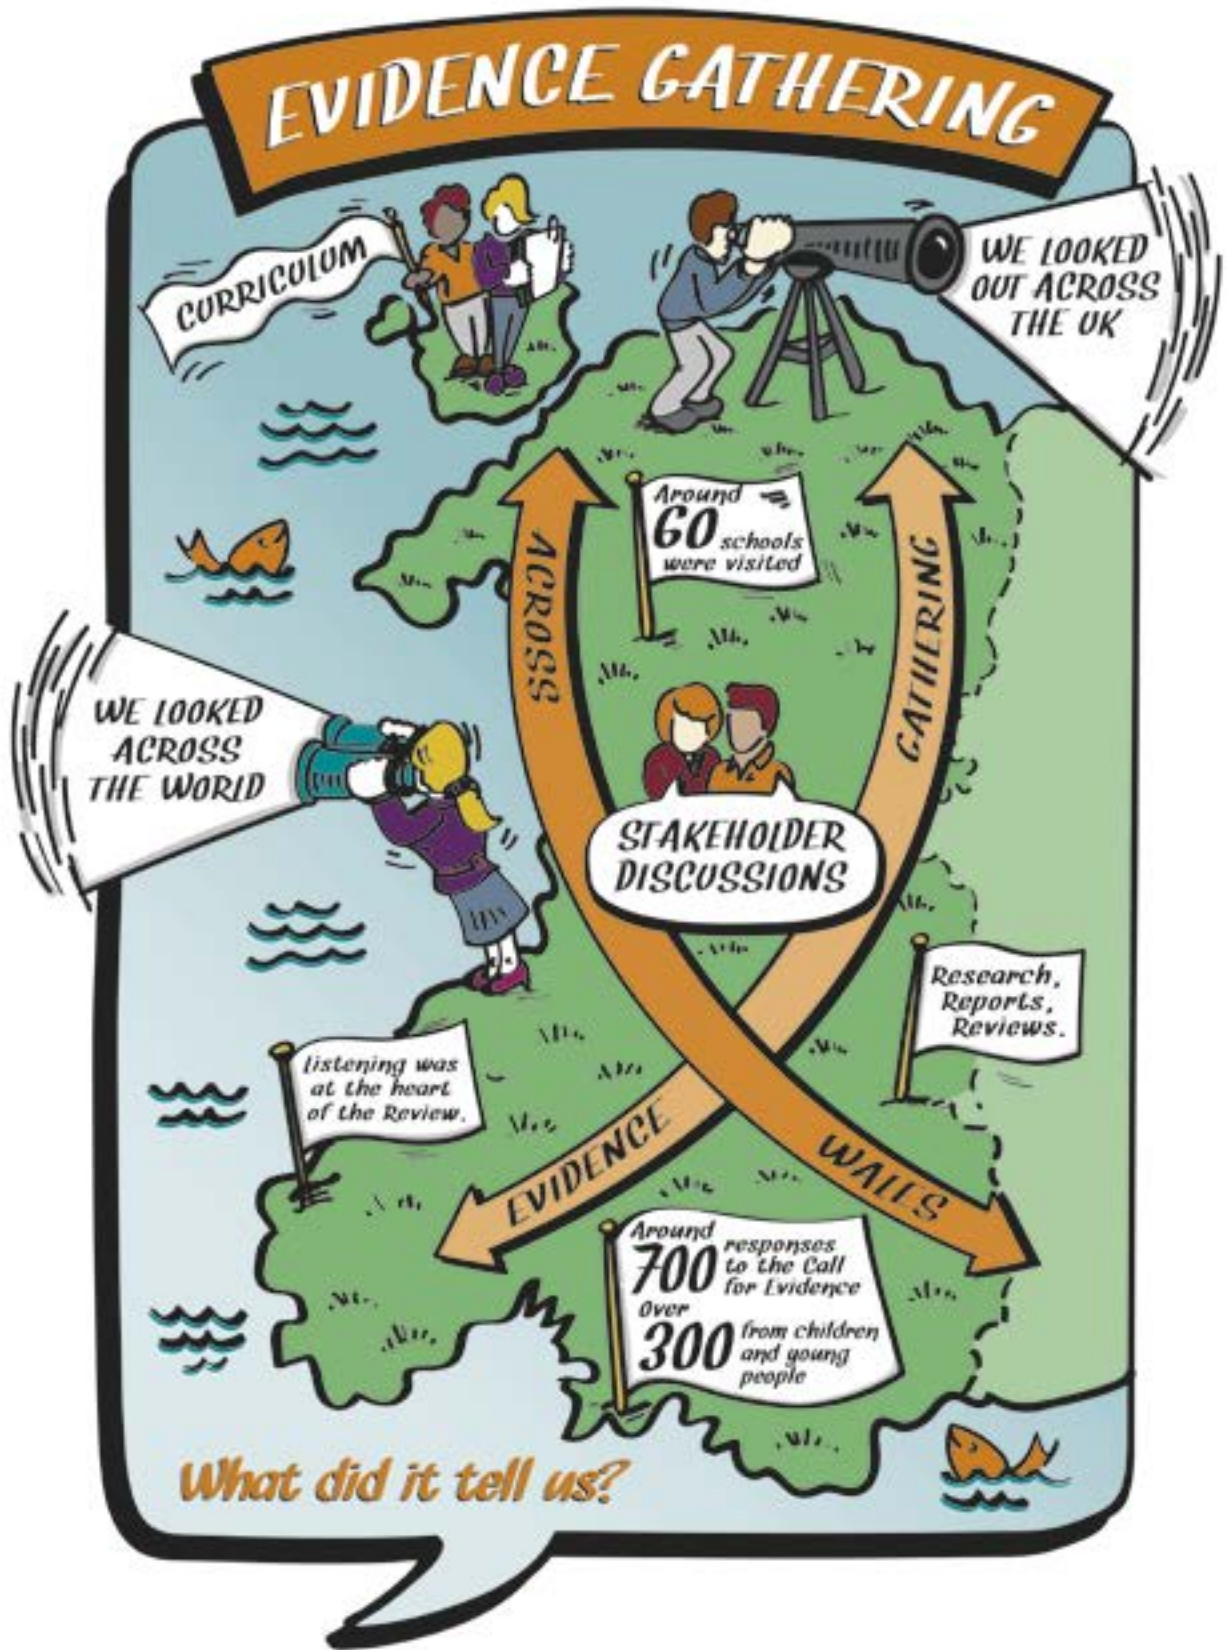 EVIDENCE GATHERING
CURRICULUM
WE LOOKED
OUT ACROSS
THE UK
Around
60 schools
were visited
ACROSS
WALES
EVIDENCE
GATHERING
WE LOOKED
ACROSS
THE WORLD
STAKEHOLDER
DISCUSSIONS
Research,
Reports,
Reviews.
Listening was
at the heart
of the Review.
Around
700 responses
to the Call
for Evidence
Over
300 from children
and young
people
What did it tell us?